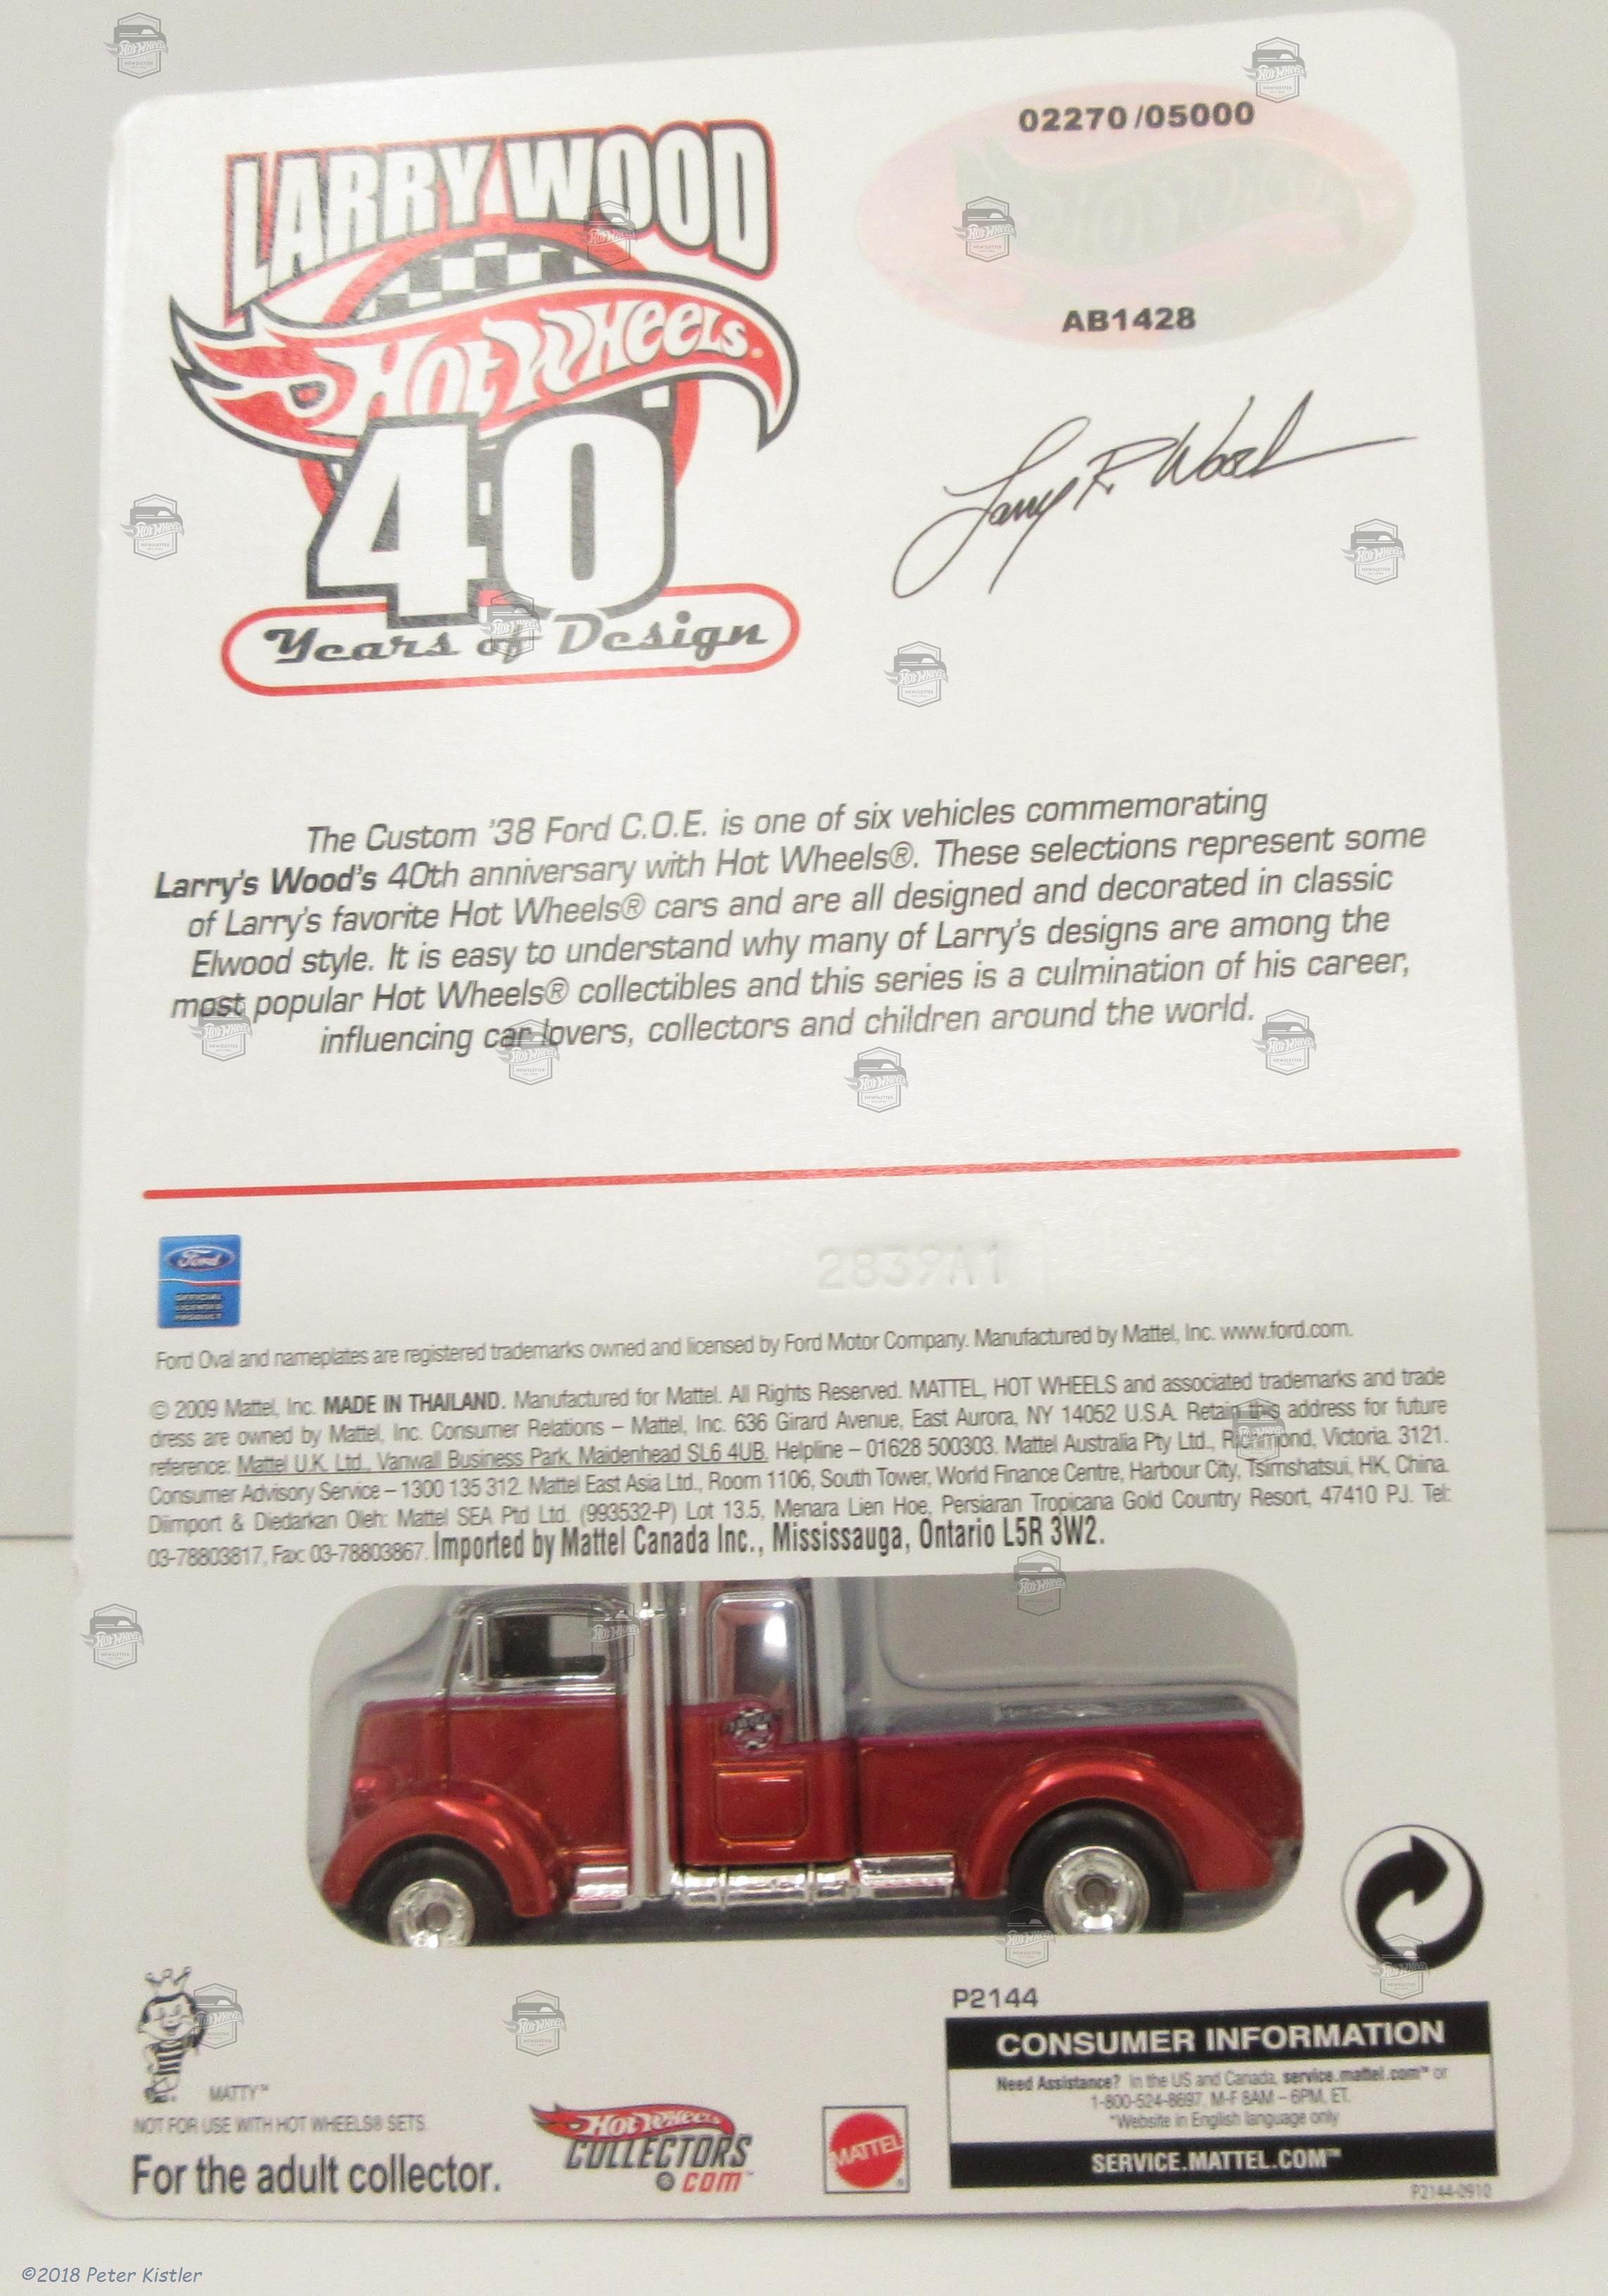 LARRY WOOD
HOT WHEELS
40
Years of Design
02270/05000
AB1428
Larry R. Wood
The Custom '38 Ford C.O.E. is one of six vehicles commemorating
Larry's Wood's 40th anniversary with Hot Wheels®. These selections represent some
of Larry's favorite Hot Wheels® cars and are all designed and decorated in classic
Elwood style. It is easy to understand why many of Larry's designs are among the
most popular Hot Wheels® collectibles and this series is a culmination of his career,
influencing car lovers, collectors and children around the world.
2839A1
Ford
OFFICIAL
LICENSED
PRODUCT
Ford Oval and nameplates are registered trademarks owned and licensed by Ford Motor Company. Manufactured by Mattel, Inc. www.ford.com.
© 2009 Mattel, Inc. MADE IN THAILAND. Manufactured for Mattel. All Rights Reserved. MATTEL, HOT WHEELS and associated trademarks and trade
dress are owned by Mattel, Inc. Consumer Relations – Mattel, Inc. 636 Girard Avenue, East Aurora, NY 14052 U.S.A. Retain this address for future
reference: Mattel U.K. Ltd., Vanwall Business Park, Maidenhead SL6 4UB. Helpline – 01628 500303. Mattel Australia Pty Ltd., Richmond, Victoria. 3121.
Consumer Advisory Service – 1300 135 312. Mattel East Asia Ltd., Room 1106, South Tower, World Finance Centre, Harbour City, Tsimshatsui, HK, China.
Diimport & Diedarkan Oleh: Mattel SEA Ptd Ltd. (993532-P) Lot 13.5, Menara Lien Hoe, Persiaran Tropicana Gold Country Resort, 47410 PJ. Tel:
03-78803817, Fax: 03-78803867. Imported by Mattel Canada Inc., Mississauga, Ontario L5R 3W2.
MATTY™
NOT FOR USE WITH HOT WHEELS® SETS.
For the adult collector.
Hot Wheels
COLLECTORS
.COM™
MATTEL
®
P2144
CONSUMER INFORMATION
Need Assistance? In the US and Canada, service.mattel.com™ or
1-800-524-8697, M-F 8AM – 6PM, ET.
*Website in English language only
SERVICE.MATTEL.COM™
P2144-0910
©2018 Peter Kistler